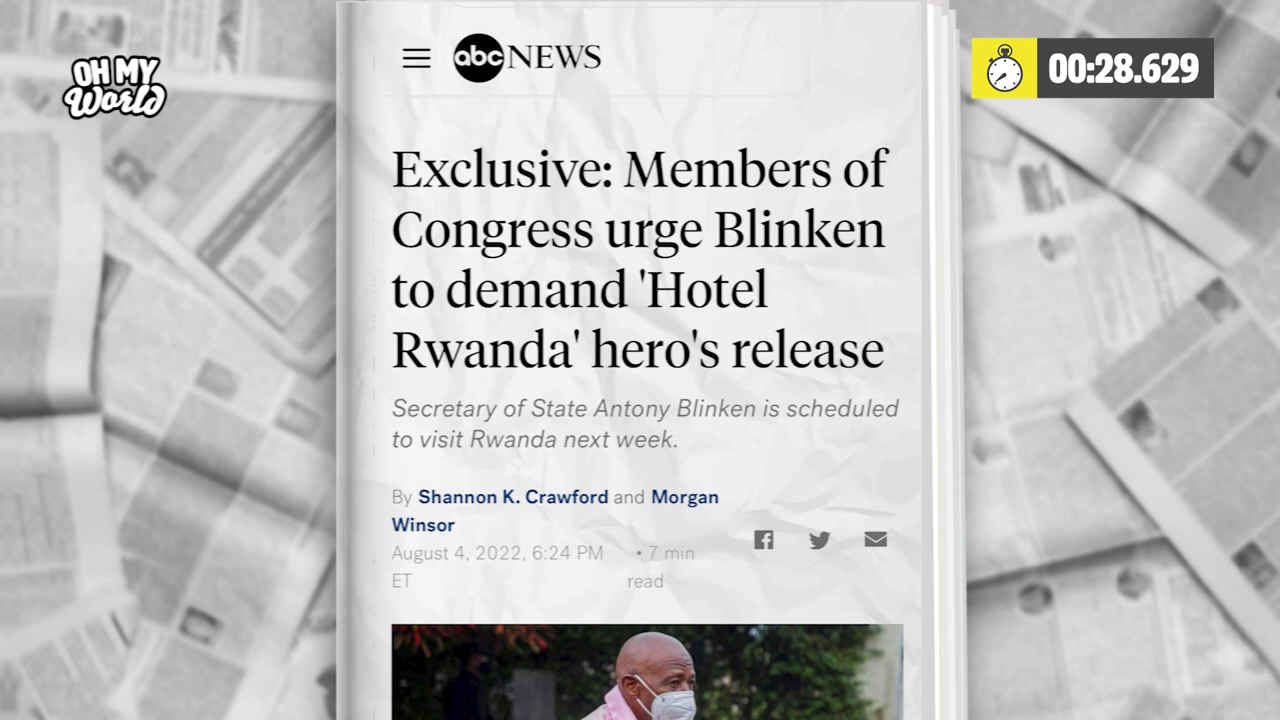 OH MY
World
abc NEWS
00:28.629
Exclusive: Members of
Congress urge Blinken
to demand 'Hotel
Rwanda' hero's release
Secretary of State Antony Blinken is scheduled
to visit Rwanda next week.
By Shannon K. Crawford and Morgan
Winsor
August 4, 2022, 6:24 PM • 7 min
ET read